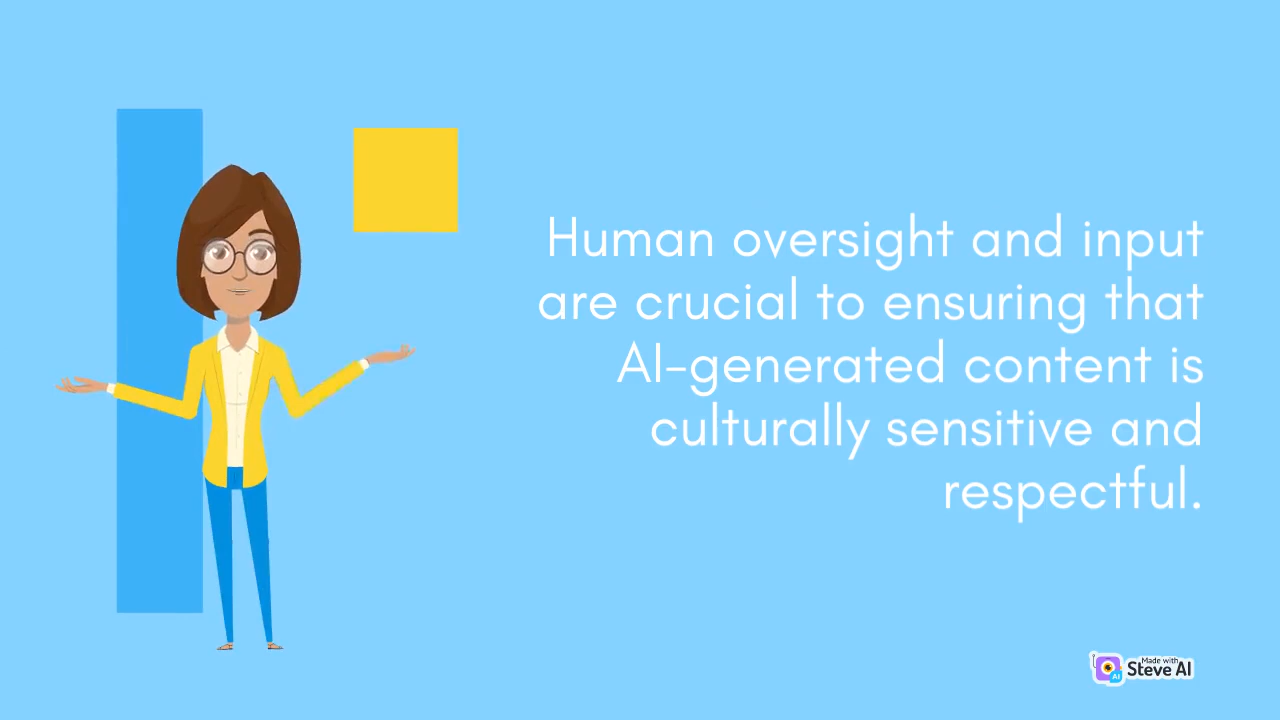 Human oversight and input
are crucial to ensuring that
AI-generated content is
culturally sensitive and
respectful.
Made with
Steve AI
AI